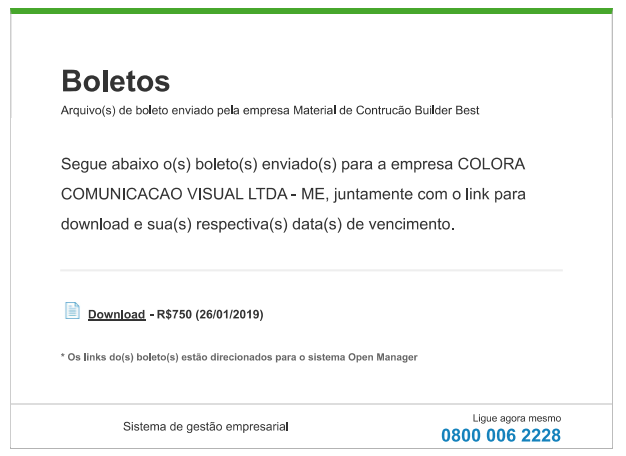 Boletos
Arquivo(s) de boleto enviado pela empresa Material de Contrucão Builder Best
Segue abaixo o(s) boleto(s) enviado(s) para a empresa COLORA
COMUNICACAO VISUAL LTDA - ME, juntamente com o link para
download e sua(s) respectiva(s) data(s) de vencimento.
Download - R$750 (26/01/2019)
* Os links do(s) boleto(s) estão direcionados para o sistema Open Manager
Sistema de gestão empresarial
Ligue agora mesmo
0800 006 2228